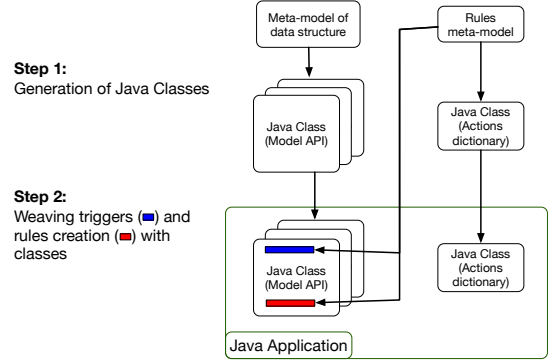 Meta-model of
data structure
Rules
meta-model
Step 1:
Generation of Java Classes
Java Class
(Model API)
Java Class
(Actions
dictionary)
Step 2:
Weaving triggers ( ) and
rules creation ( ) with
classes
Java Class
(Model API)
Java Class
(Actions
dictionary)
Java Application